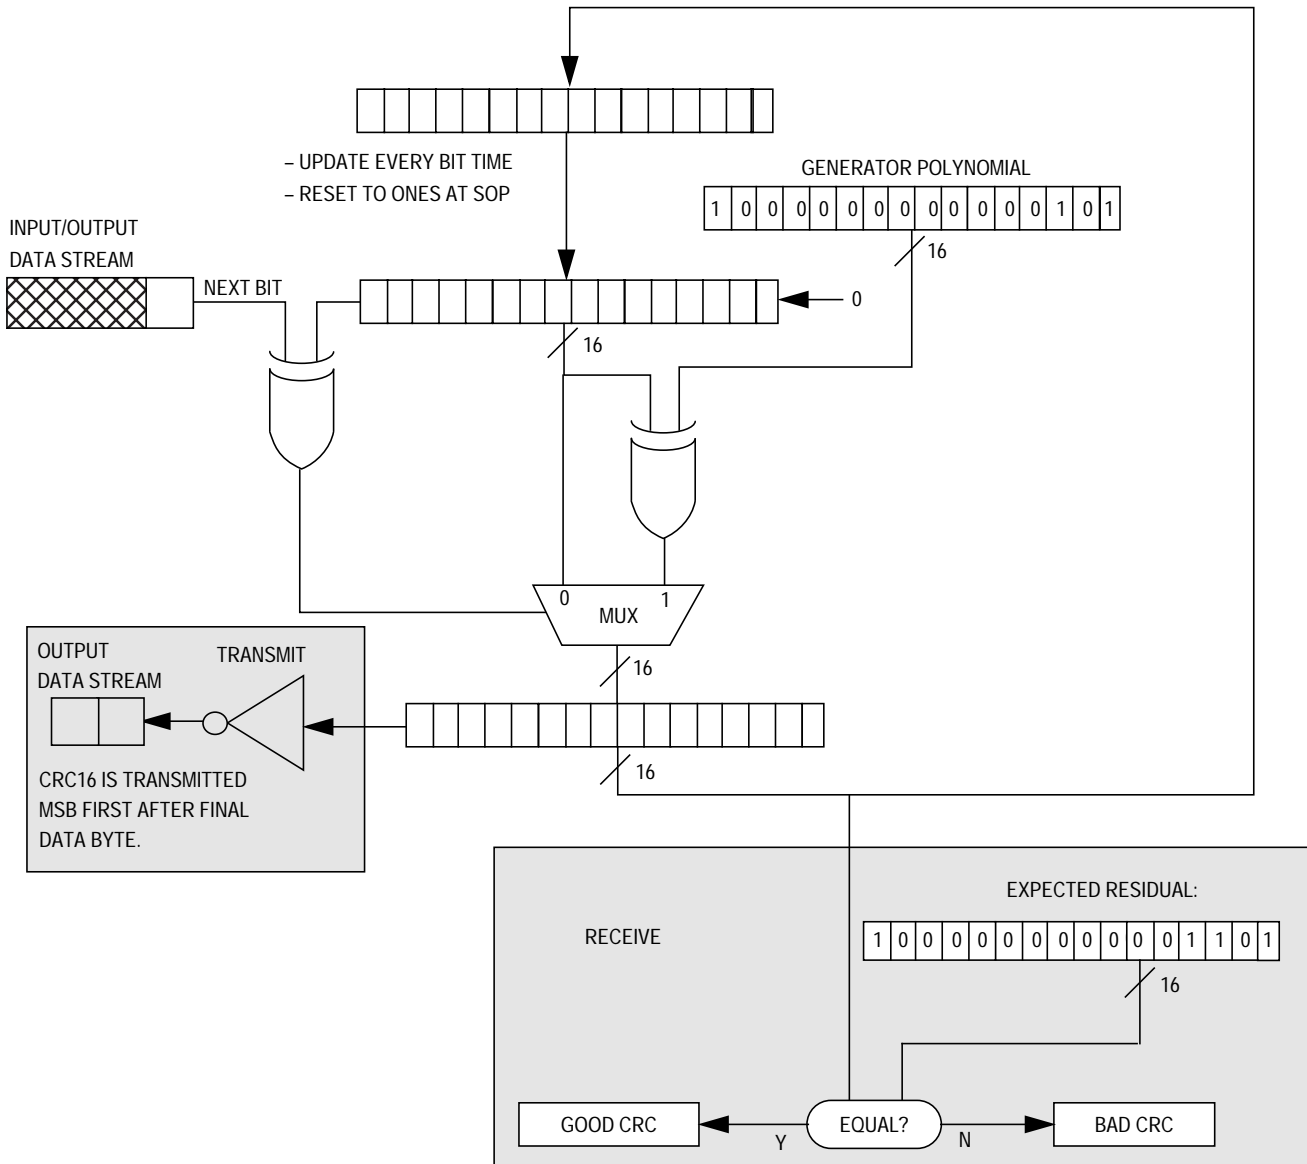 – UPDATE EVERY BIT TIME
– RESET TO ONES AT SOP
GENERATOR POLYNOMIAL
1 0 0 0 0 0 0 0 0 0 0 0 0 1 0 1
16
INPUT/OUTPUT
DATA STREAM
NEXT BIT
0
16
0 1
MUX
16
OUTPUT
DATA STREAM
TRANSMIT
16
CRC16 IS TRANSMITTED
MSB FIRST AFTER FINAL
DATA BYTE.
EXPECTED RESIDUAL:
RECEIVE
1 0 0 0 0 0 0 0 0 0 0 0 1 1 0 1
16
GOOD CRC
Y
EQUAL?
N
BAD CRC